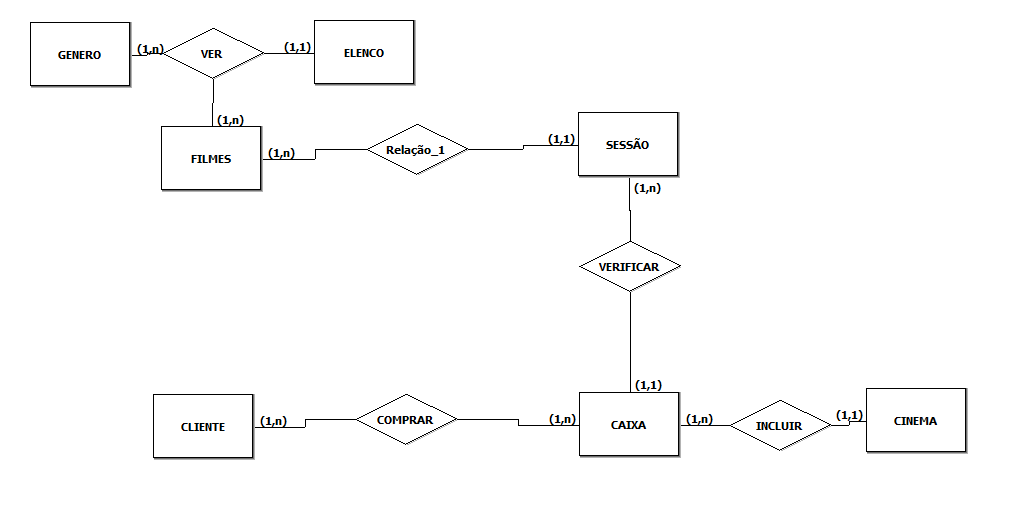 GENERO (1,n) VER (1,1) ELENCO
(1,n)
FILMES (1,n) Relação_1 (1,1) SESSÃO
(1,n)
VERIFICAR
(1,1)
CLIENTE (1,n) COMPRAR (1,n) CAIXA (1,n) INCLUIR (1,1) CINEMA